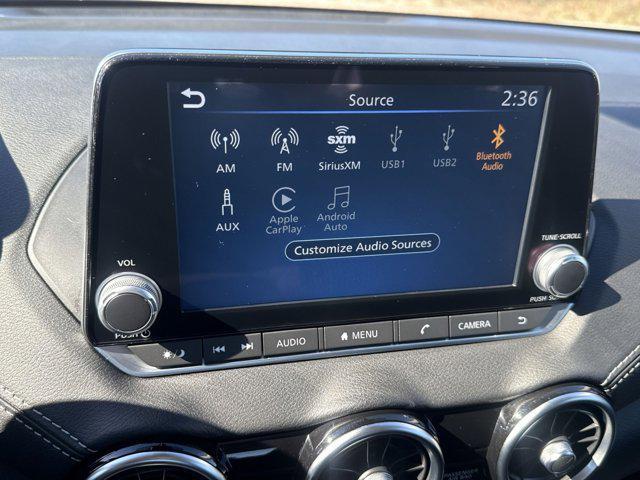 Source 2:36
AM FM sxm SiriusXM USB1 USB2 Bluetooth Audio
AUX Apple CarPlay Android Auto
Customize Audio Sources
VOL
TUNE·SCROLL
PUSH
PUSH
AUDIO MENU CAMERA
PASSENGER